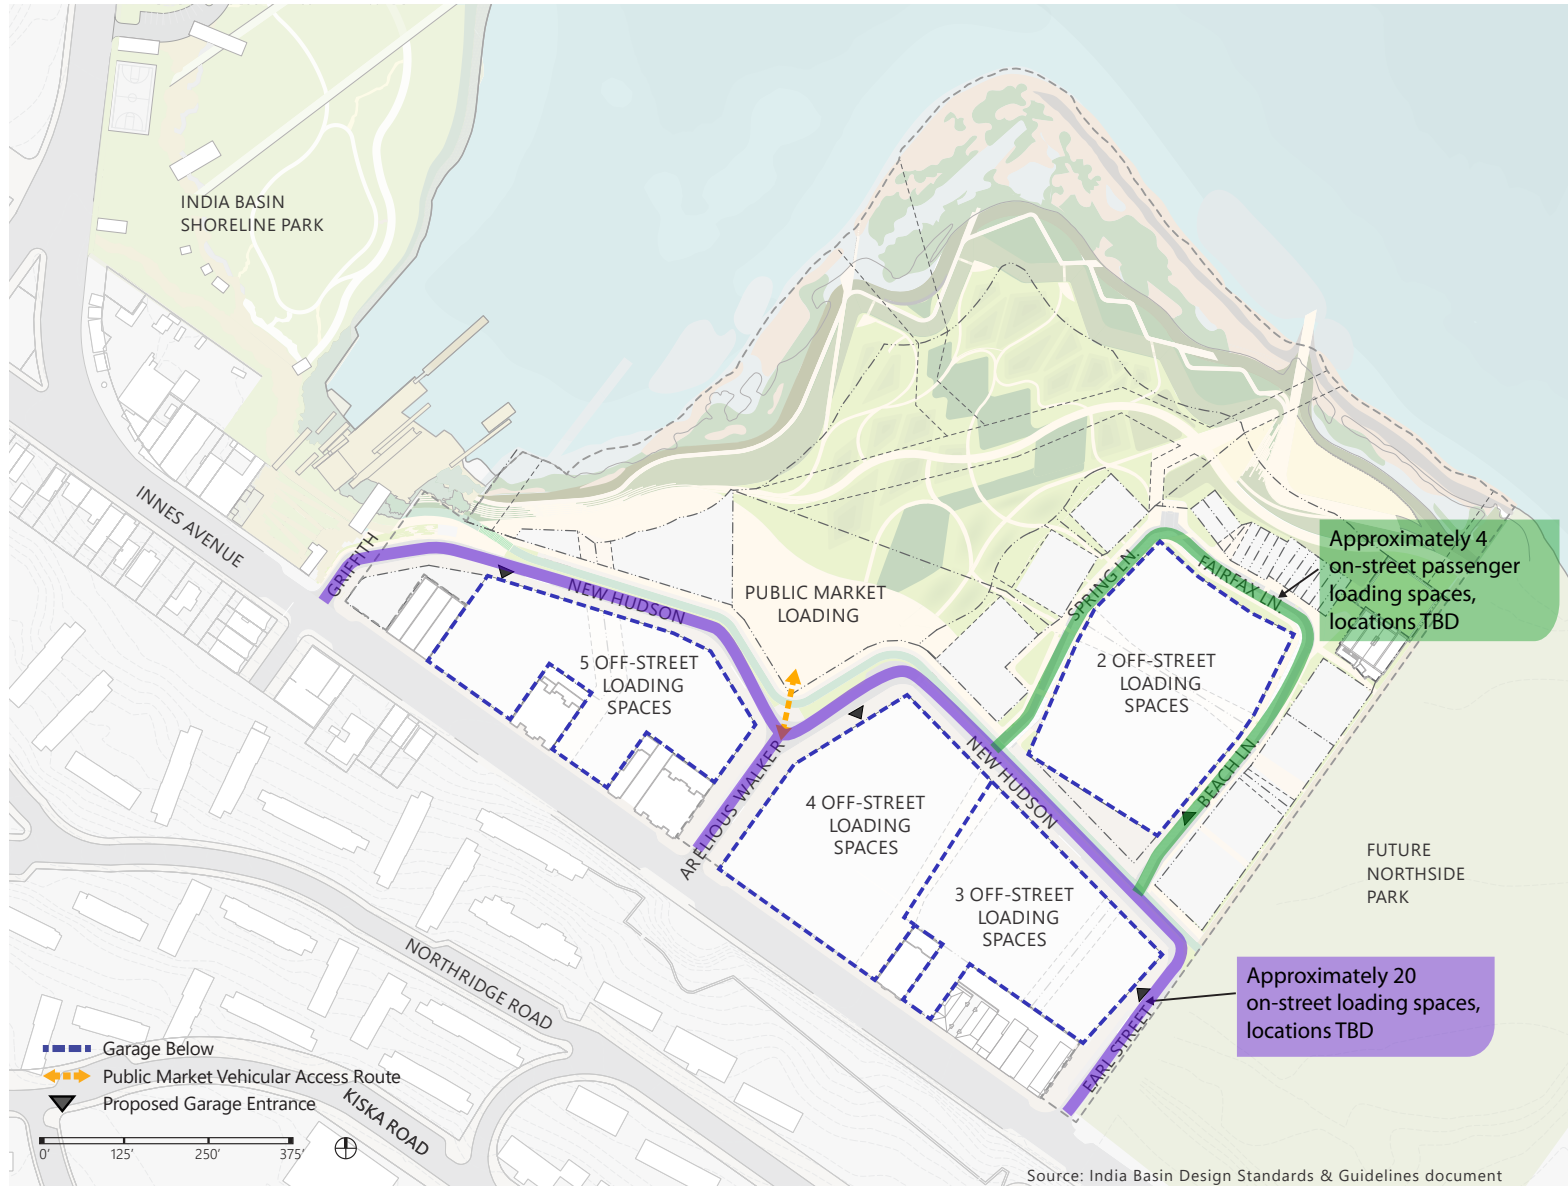 INDIA BASIN
SHORELINE PARK
INNES AVENUE
GRIFFITH
NEW HUDSON
PUBLIC MARKET
LOADING
SPRING LN.
FAIRFAX LN
Approximately 4
on-street passenger
loading spaces,
locations TBD
5 OFF-STREET
LOADING
SPACES
2 OFF-STREET
LOADING
SPACES
ARELIOUS WALKER
NEW HUDSON
BEACH LN.
4 OFF-STREET
LOADING
SPACES
3 OFF-STREET
LOADING
SPACES
FUTURE
NORTHSIDE
PARK
NORTHRIDGE ROAD
Approximately 20
on-street loading spaces,
locations TBD
EARL STREET
KISKA ROAD
Garage Below
Public Market Vehicular Access Route
Proposed Garage Entrance
0' 125' 250' 375'
Source: India Basin Design Standards & Guidelines document